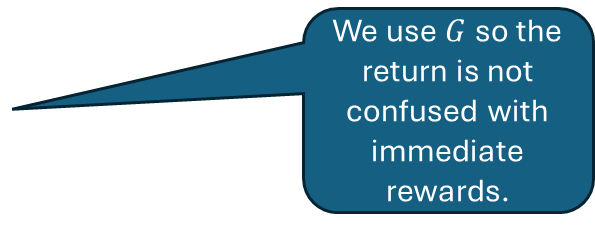 We use G so the
return is not
confused with
immediate
rewards.